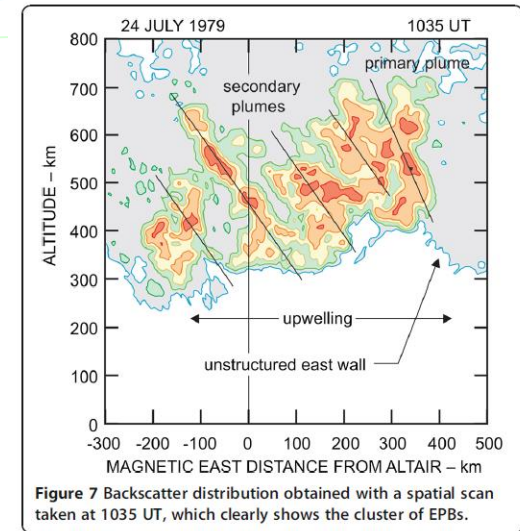 24 JULY 1979 1035 UT
800
700
600
500
400
300
200
100
0
ALTITUDE – km
primary plume
secondary
plumes
upwelling
unstructured east wall
-300 -200 -100 0 100 200 300 400 500
MAGNETIC EAST DISTANCE FROM ALTAIR – km
Figure 7 Backscatter distribution obtained with a spatial scan
taken at 1035 UT, which clearly shows the cluster of EPBs.